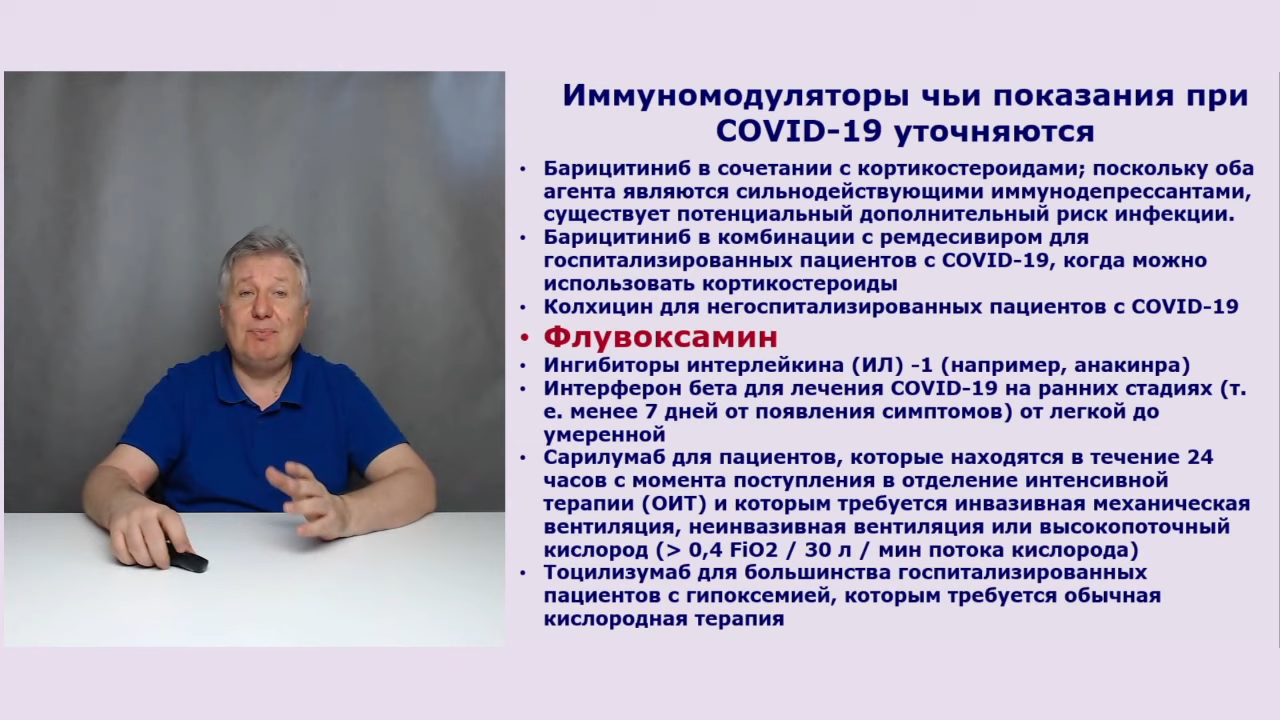 Иммуномодуляторы чьи показания при
COVID-19 уточняются
• Барицитиниб в сочетании с кортикостероидами; поскольку оба
агента являются сильнодействующими иммунодепрессантами,
существует потенциальный дополнительный риск инфекции.
• Барицитиниб в комбинации с ремдесивиром для
госпитализированных пациентов с COVID-19, когда можно
использовать кортикостероиды
• Колхицин для негоспитализированных пациентов с COVID-19
• Флувоксамин
• Ингибиторы интерлейкина (ИЛ) -1 (например, анакинра)
• Интерферон бета для лечения COVID-19 на ранних стадиях (т.
е. менее 7 дней от появления симптомов) от легкой до
умеренной
• Сарилумаб для пациентов, которые находятся в течение 24
часов с момента поступления в отделение интенсивной
терапии (ОИТ) и которым требуется инвазивная механическая
вентиляция, неинвазивная вентиляция или высокопоточный
кислород (> 0,4 FiO2 / 30 л / мин потока кислорода)
• Тоцилизумаб для большинства госпитализированных
пациентов с гипоксемией, которым требуется обычная
кислородная терапия